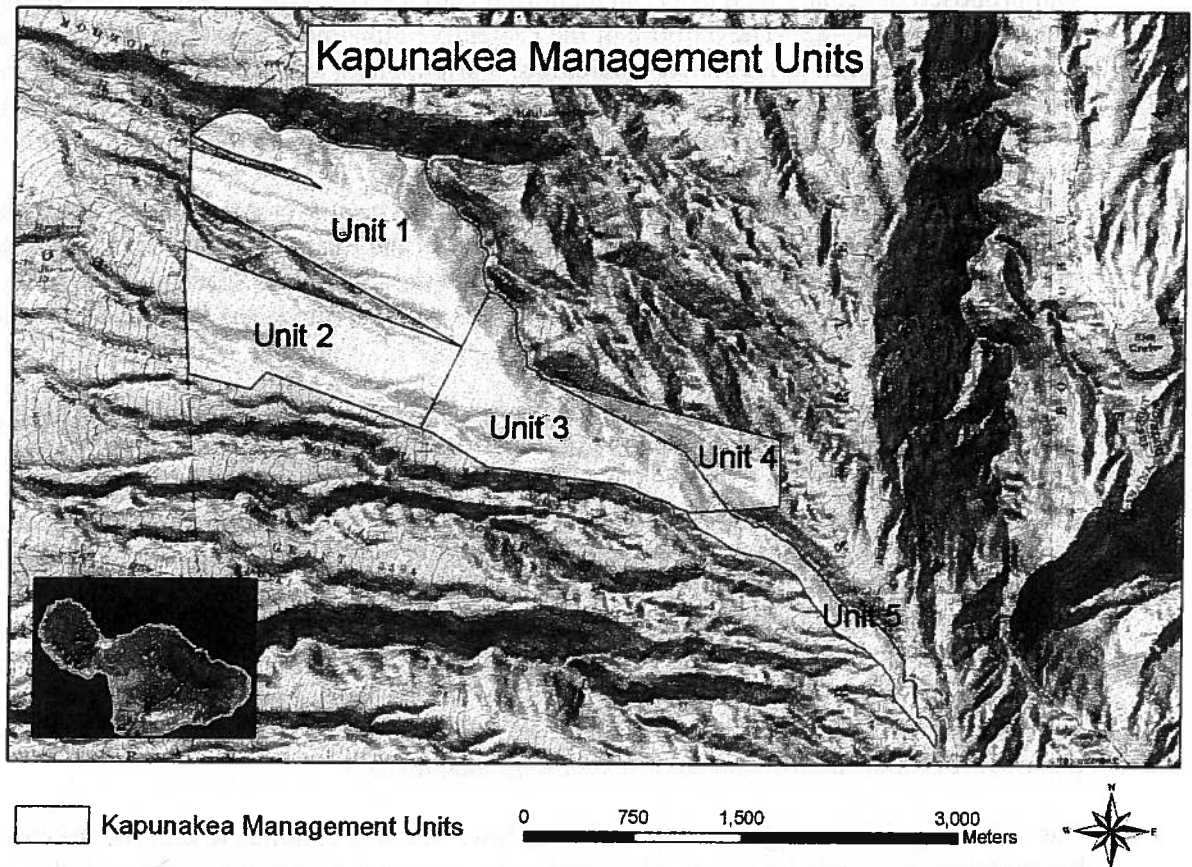 Kapunakea Management Units
Unit 1
Unit 2
Unit 3
Unit 4
Unit 5
Kapunakea Management Units
0 750 1,500 3,000
Meters
N
W E
S